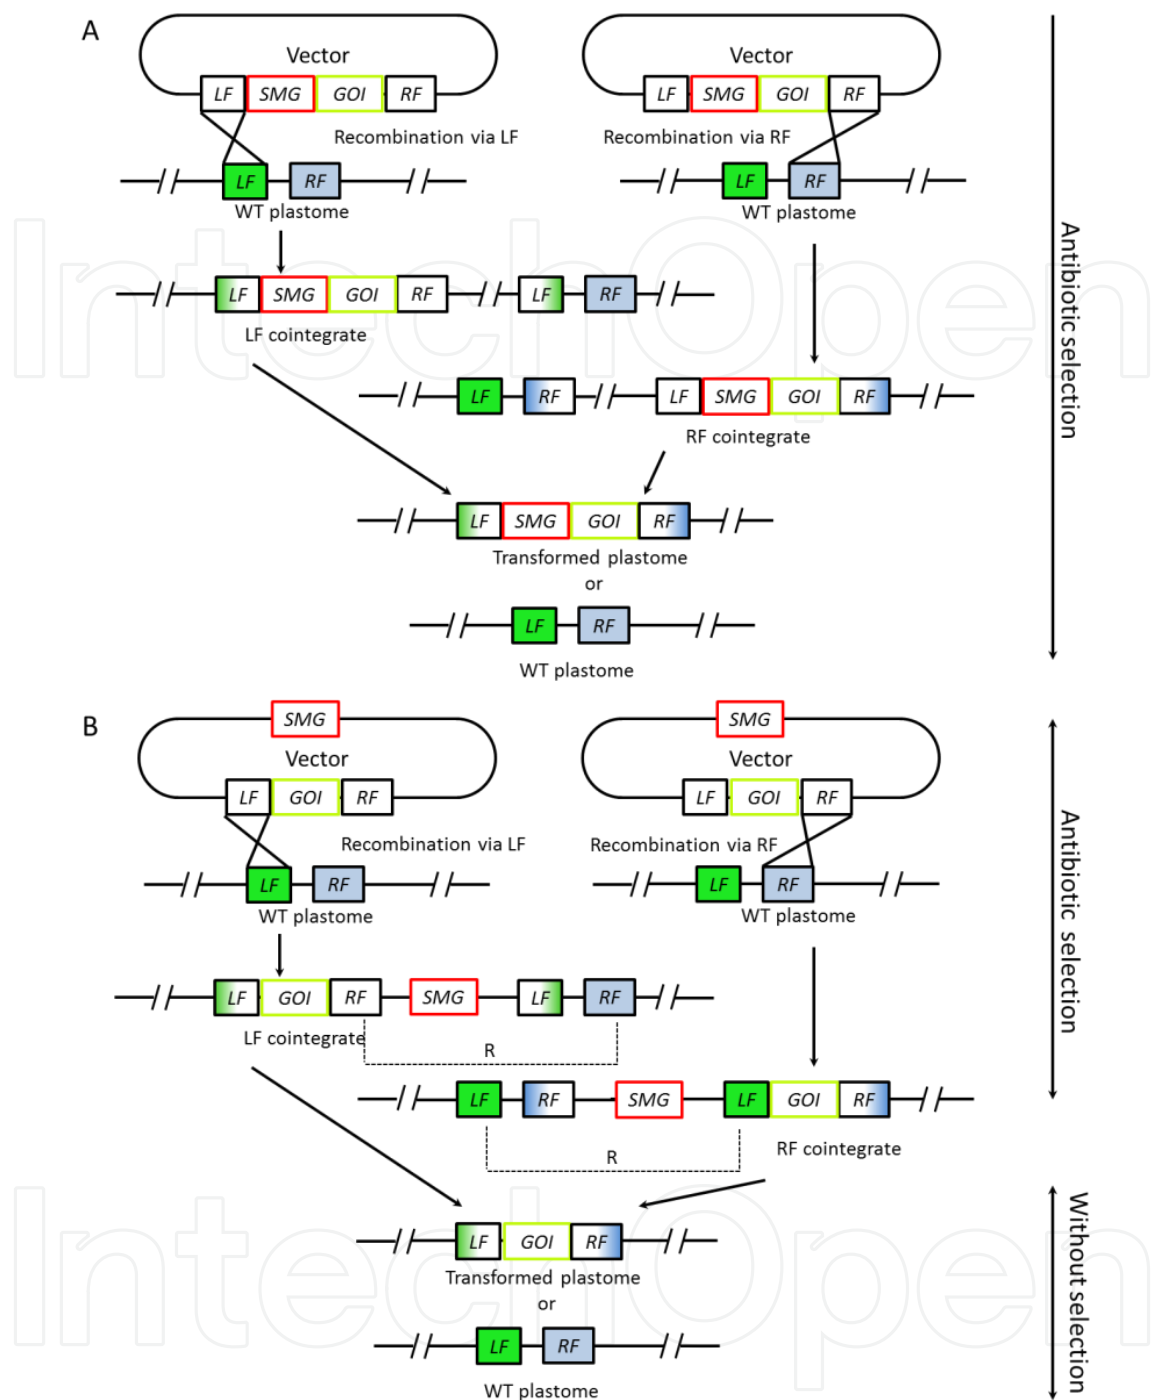 A
Vector
LF SMG GOI RF
Recombination via LF
LF RF
WT plastome
Vector
LF SMG GOI RF
Recombination via RF
LF RF
WT plastome
LF SMG GOI RF LF RF
LF cointegrate
LF RF LF SMG GOI RF
RF cointegrate
LF SMG GOI RF
Transformed plastome
or
LF RF
WT plastome
Antibiotic selection
B
SMG
Vector
LF GOI RF
Recombination via LF
LF RF
WT plastome
SMG
Vector
LF GOI RF
Recombination via RF
LF RF
WT plastome
LF GOI RF SMG LF RF
LF cointegrate
R
LF RF SMG LF GOI RF
RF cointegrate
R
Antibiotic selection
LF GOI RF
Transformed plastome
or
LF RF
WT plastome
Without selection
IntechOpen
IntechOpen